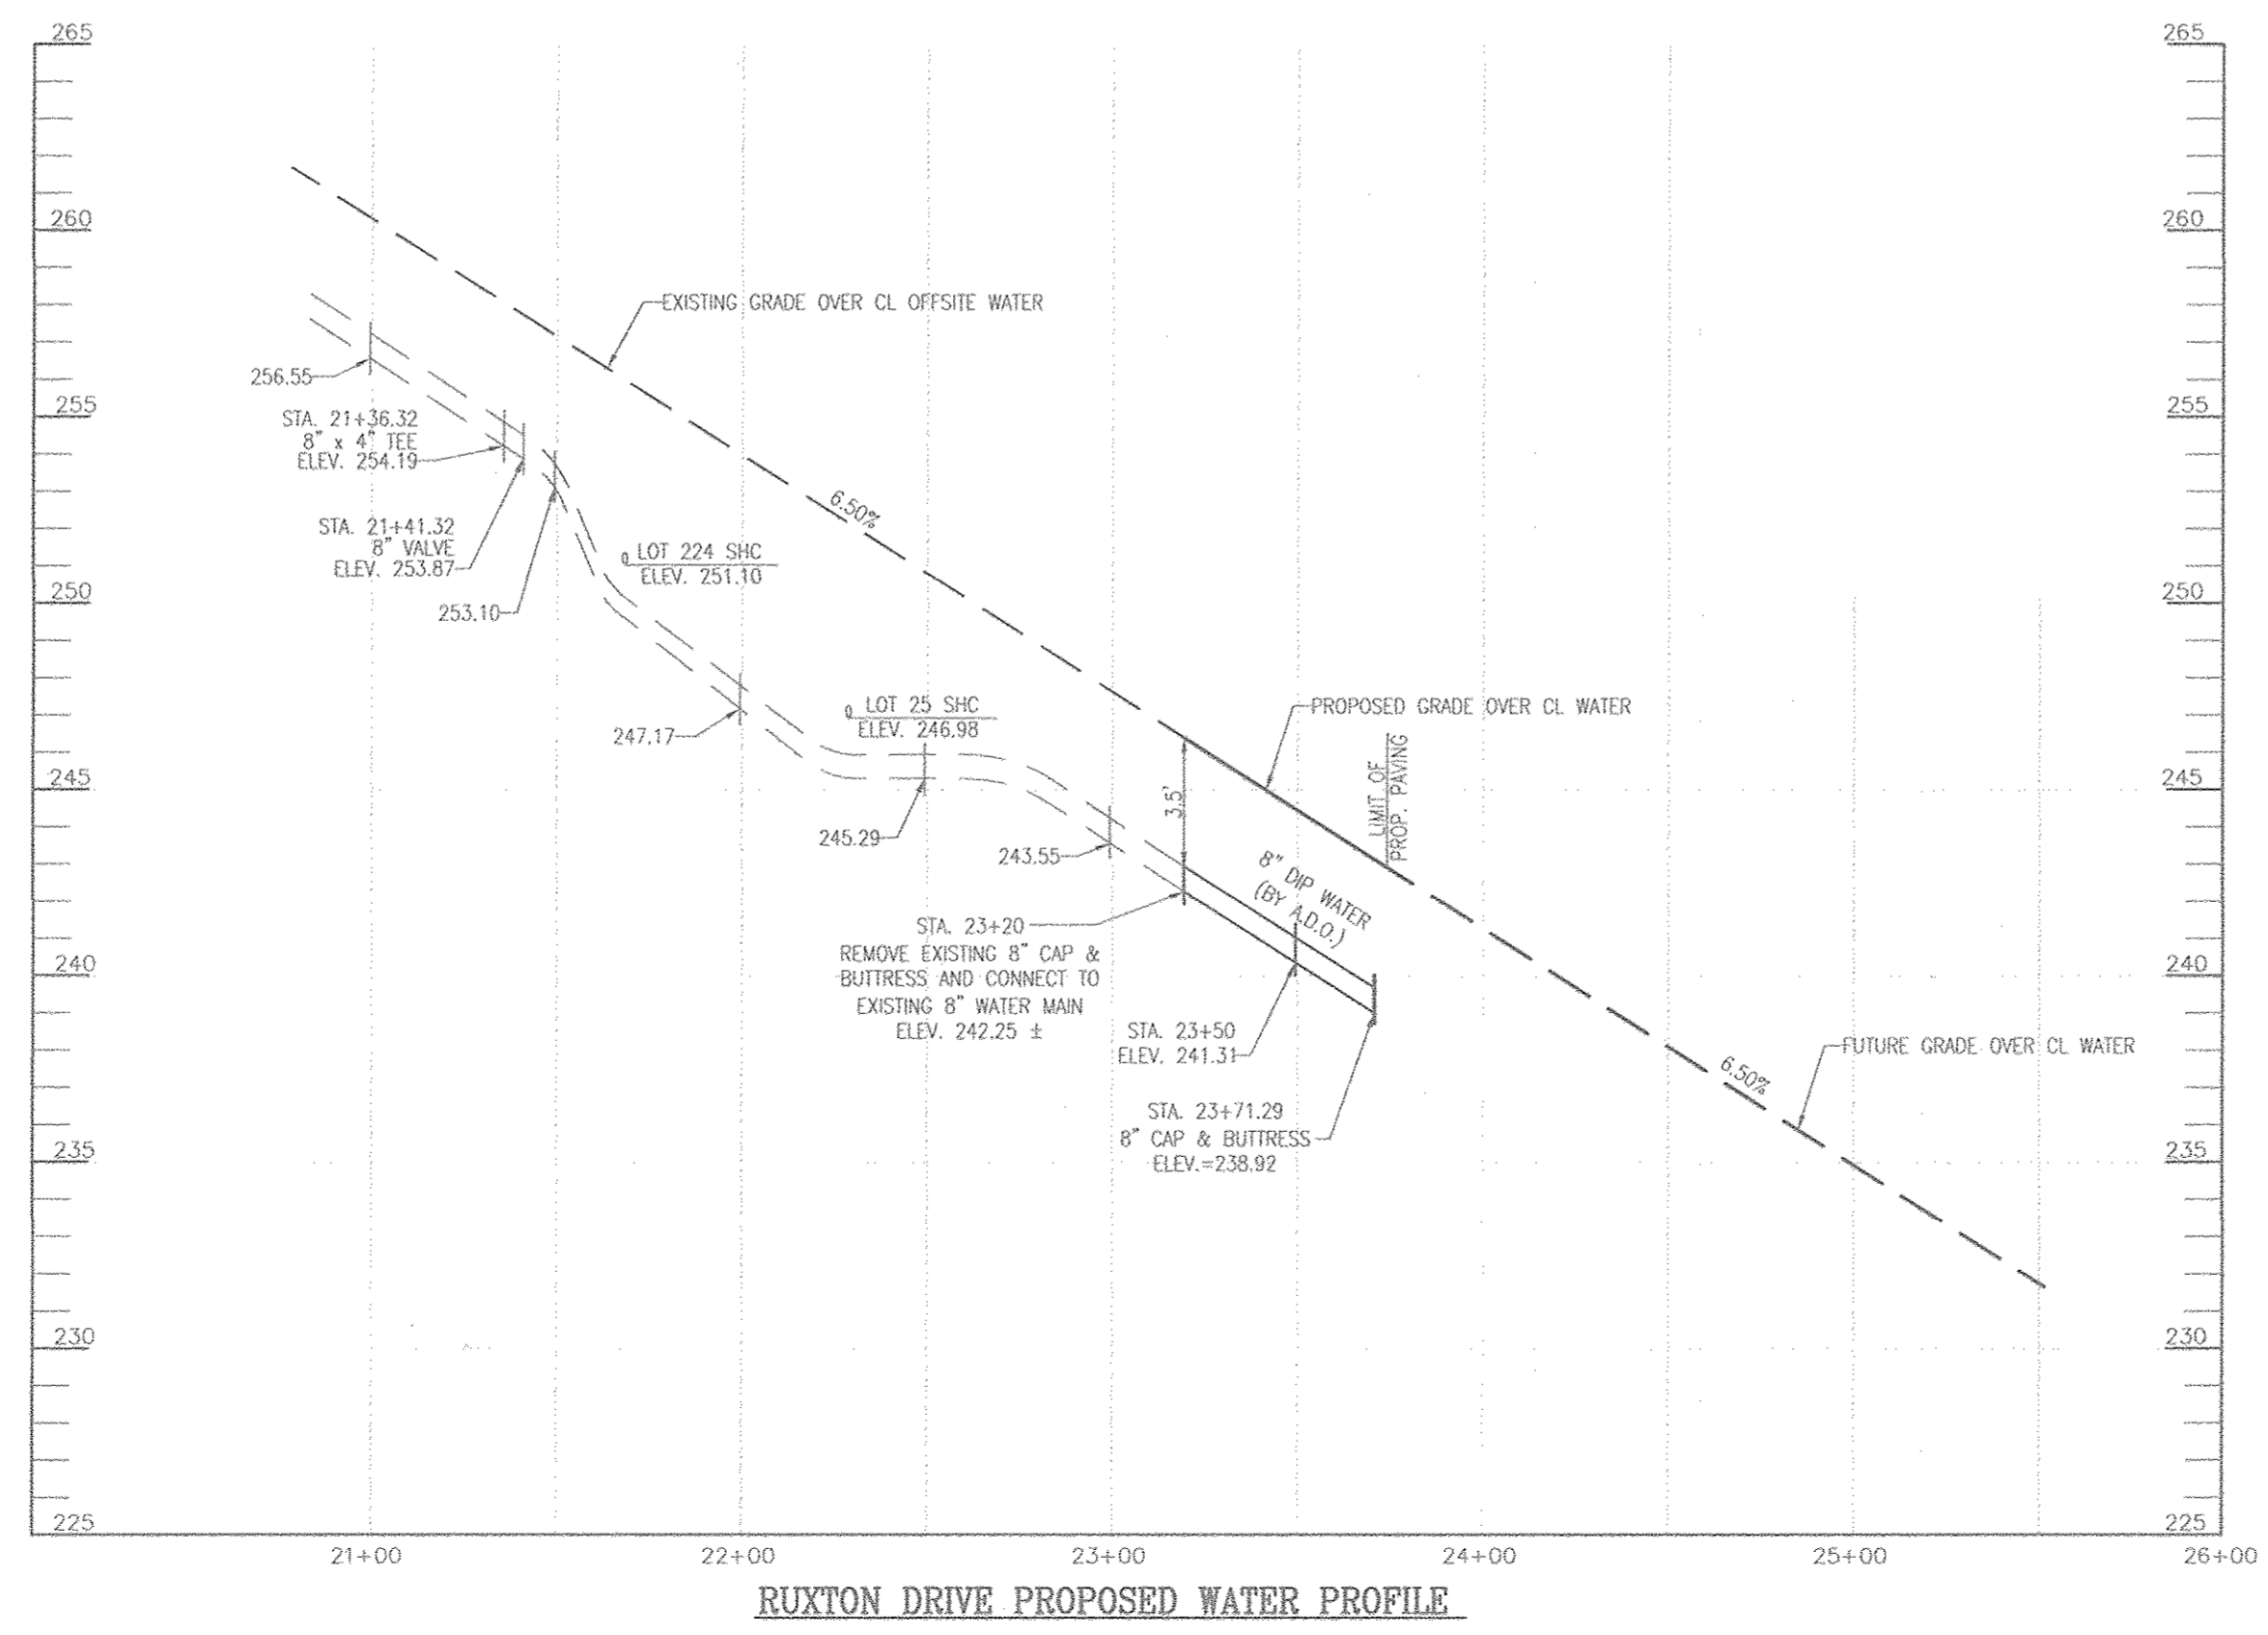 265
265
260
260
EXISTING GRADE OVER CL OFFSITE WATER
256.55
255
255
STA. 21+36.32
8" x 4" TEE
ELEV. 254.19
6.50%
STA. 21+41.32
8" VALVE
ELEV. 253.87
LOT 224 SHC
ELEV. 251.10
250
250
253.10
LOT 25 SHC
ELEV. 246.98
PROPOSED GRADE OVER CL WATER
247.17
LIMIT OF
PROP. PAVING
245
245
3.5'
245.29
243.55
8" DIP WATER
(BY A.D.O.)
STA. 23+20
REMOVE EXISTING 8" CAP &
BUTTRESS AND CONNECT TO
EXISTING 8" WATER MAIN
ELEV. 242.25 ±
240
240
STA. 23+50
ELEV. 241.31
FUTURE GRADE OVER CL WATER
6.50%
STA. 23+71.29
8" CAP & BUTTRESS
ELEV.=238.92
235
235
230
230
225
225
21+00
22+00
23+00
24+00
25+00
26+00
RUXTON DRIVE PROPOSED WATER PROFILE